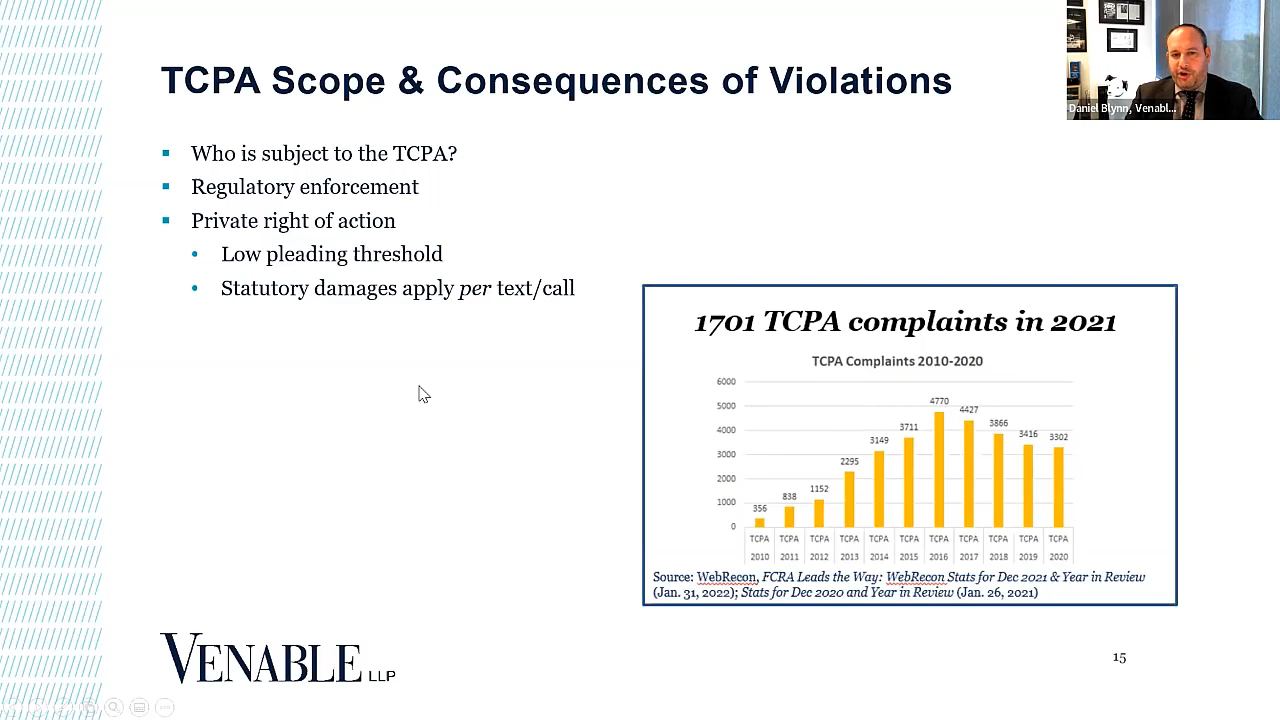 TCPA Scope & Consequences of Violations
Daniel Blynn, Venabl...
Who is subject to the TCPA?
Regulatory enforcement
Private right of action
Low pleading threshold
Statutory damages apply per text/call
1701 TCPA complaints in 2021
TCPA Complaints 2010-2020
6000
5000
4000
3000
2000
1000
0
356
838
1152
2295
3149
3711
4770
4427
3866
3416
3302
TCPA TCPA TCPA TCPA TCPA TCPA TCPA TCPA TCPA TCPA TCPA
2010 2011 2012 2013 2014 2015 2016 2017 2018 2019 2020
Source: WebRecon, FCRA Leads the Way: WebRecon Stats for Dec 2021 & Year in Review
(Jan. 31, 2022); Stats for Dec 2020 and Year in Review (Jan. 26, 2021)
VENABLE LLP
15